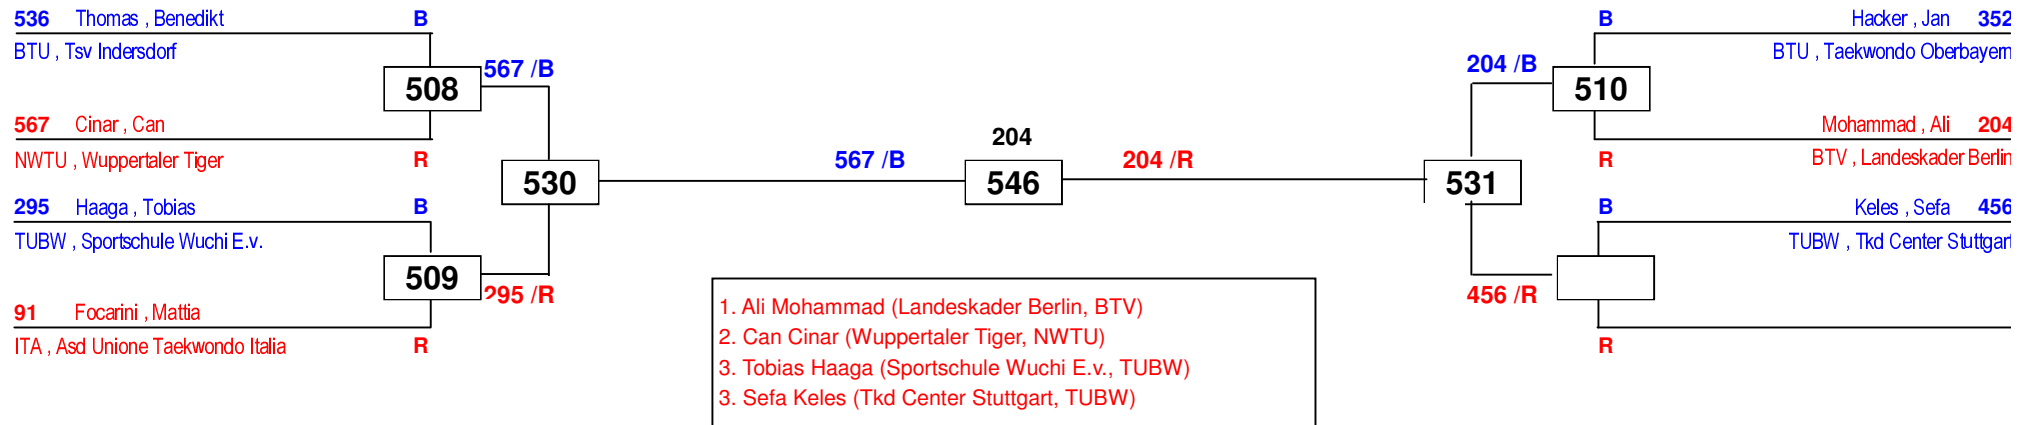 536 Thomas , Benedikt B
BTU , Tsv Indersdorf
508
567 /B
567 Cinar , Can
NWTU , Wuppertaler Tiger R
530
295 Haaga , Tobias B
TUBW , Sportschule Wuchi E.v.
509
295 /R
91 Focarini , Mattia
ITA , Asd Unione Taekwondo Italia R
567 /B
204
546
204 /R
B Hacker , Jan 352
BTU , Taekwondo Oberbayern
204 /B
510
Mohammad , Ali 204
R BTV , Landeskader Berlin
531
B Keles , Sefa 456
TUBW , Tkd Center Stuttgart
456 /R
R
1. Ali Mohammad (Landeskader Berlin, BTV)
2. Can Cinar (Wuppertaler Tiger, NWTU)
3. Tobias Haaga (Sportschule Wuchi E.v., TUBW)
3. Sefa Keles (Tkd Center Stuttgart, TUBW)